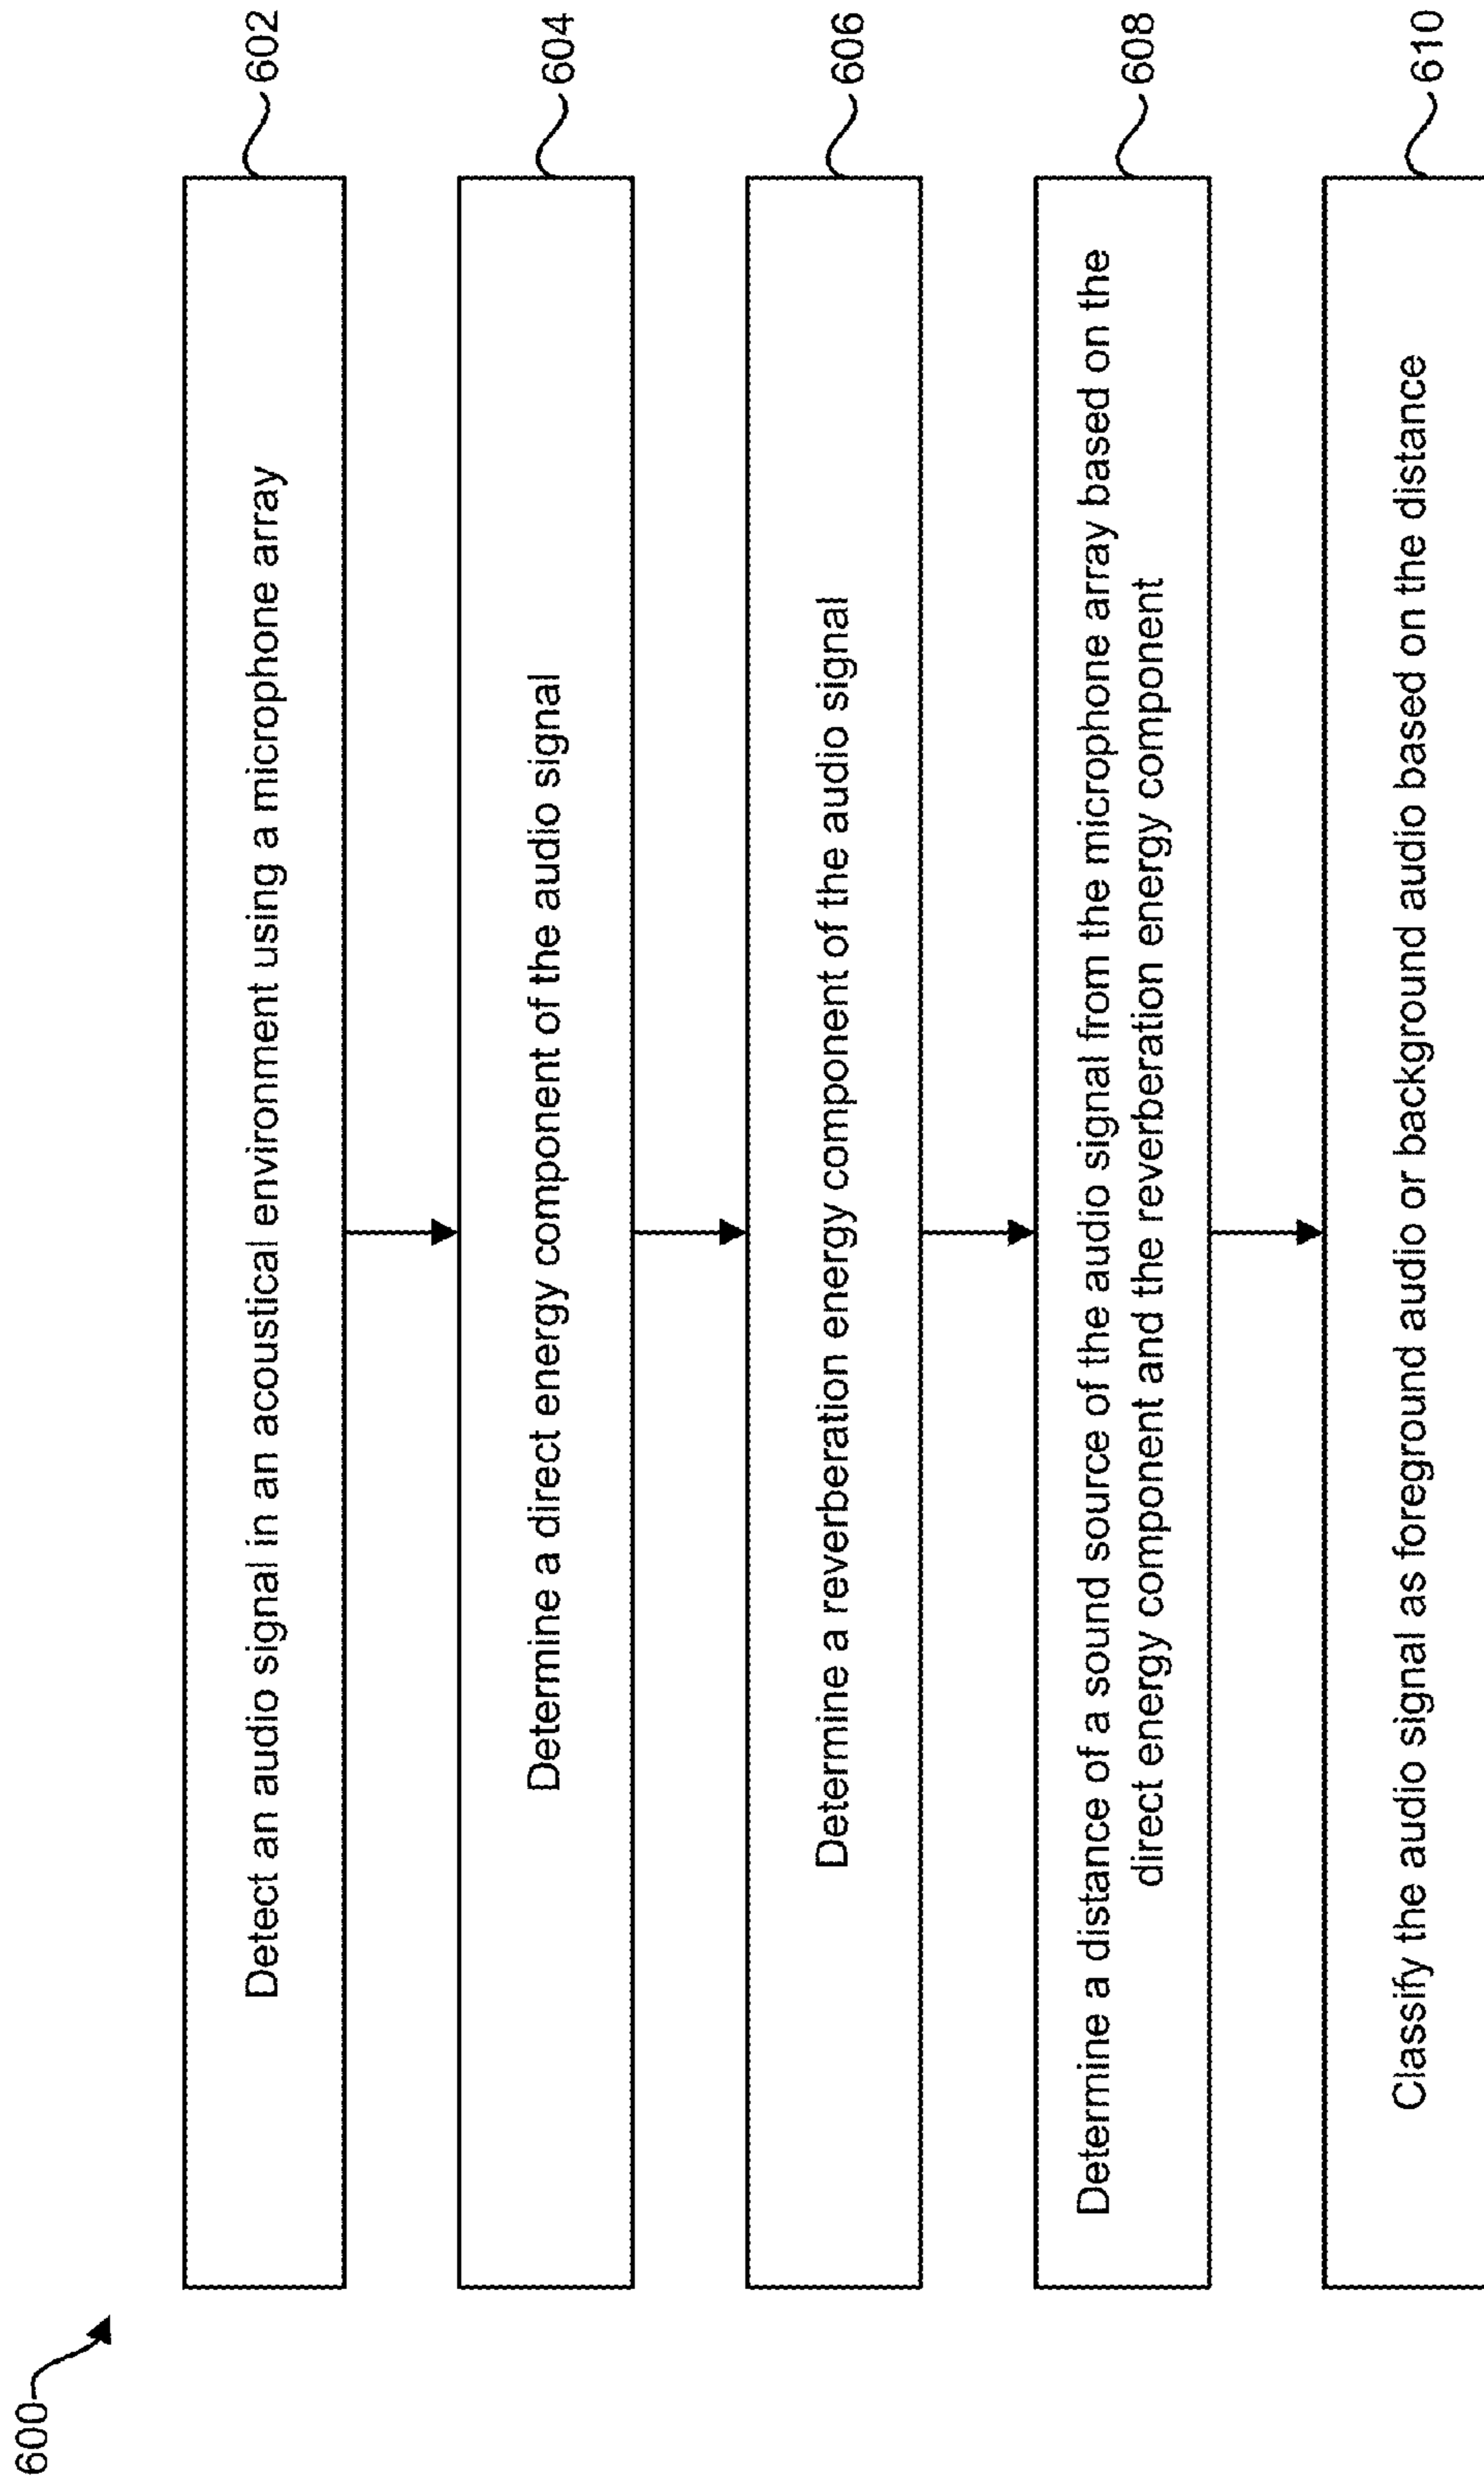 600
Detect an audio signal in an acoustical environment using a microphone array
602
Determine a direct energy component of the audio signal
604
Determine a reverberation energy component of the audio signal
606
Determine a distance of a sound source of the audio signal from the microphone array based on the
direct energy component and the reverberation energy component
608
Classify the audio signal as foreground audio or background audio based on the distance
610